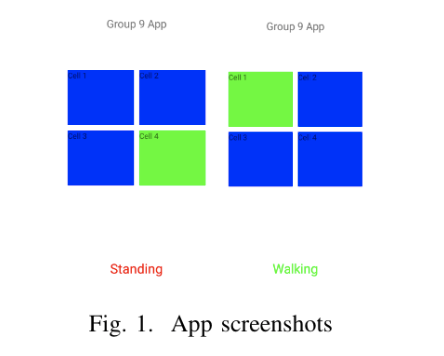 Group 9 App
Cell 1
Cell 2
Cell 3
Cell 4
Standing
Group 9 App
Cell 1
Cell 2
Cell 3
Cell 4
Walking
Fig. 1. App screenshots